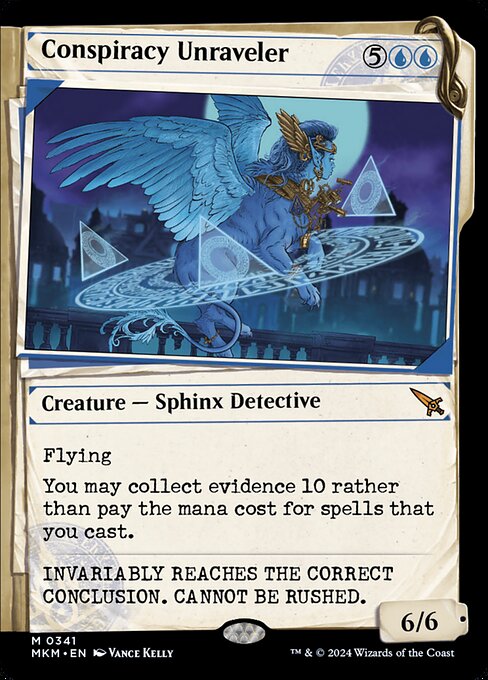 Conspiracy Unraveler 5
Creature — Sphinx Detective
Flying
You may collect evidence 10 rather
than pay the mana cost for spells that
you cast.
INVARIABLY REACHES THE CORRECT
CONCLUSION. CANNOT BE RUSHED.
6/6
M 0341
MKM • EN VANCE KELLY
™ & © 2024 Wizards of the Coast